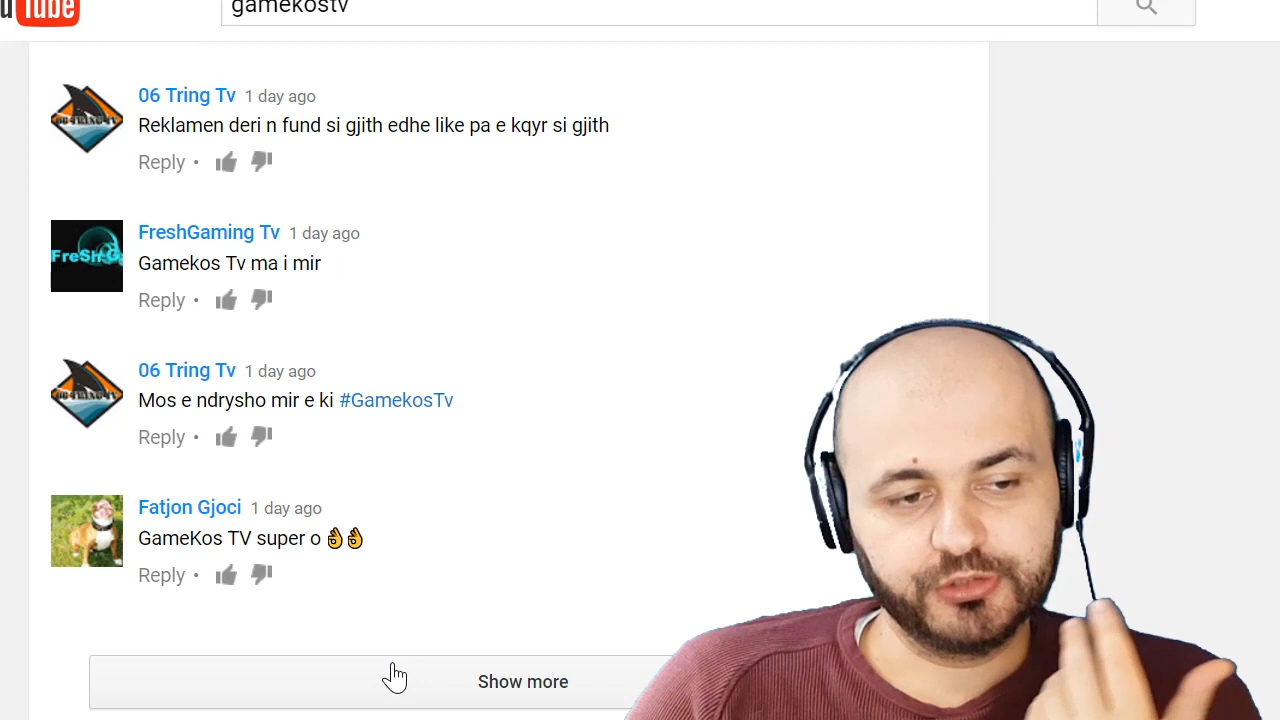 uTube
gamekostv
06 Tring Tv 1 day ago
Reklamen deri n fund si gjith edhe like pa e kqyr si gjith
Reply •
FreshGaming Tv 1 day ago
FreSh G
Gamekos Tv ma i mir
Reply •
06 Tring Tv 1 day ago
Mos e ndrysho mir e ki #GamekosTv
Reply •
Fatjon Gjoci 1 day ago
GameKos TV super o 👌👌
Reply •
Show more